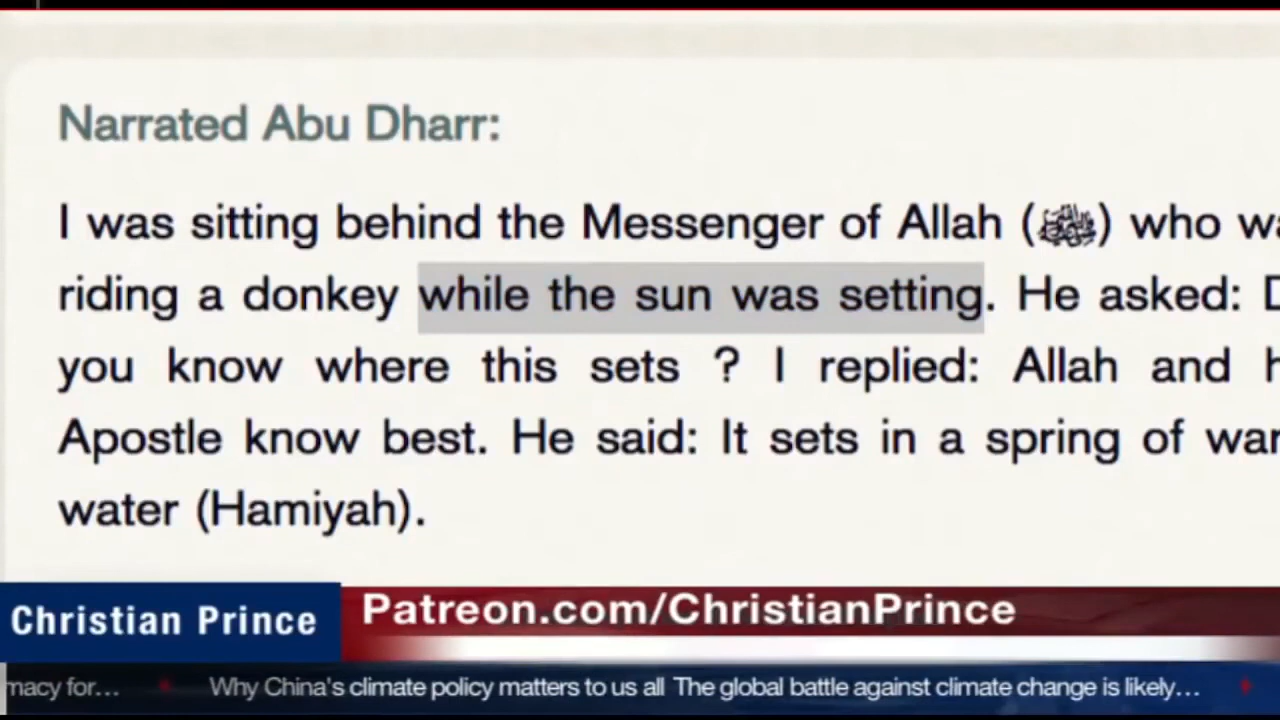 Narrated Abu Dharr:
I was sitting behind the Messenger of Allah (ﷺ) who
riding a donkey while the sun was setting. He asked:
you know where this sets ? I replied: Allah and
Apostle know best. He said: It sets in a spring of
water (Hamiyah).
Christian Prince
Patreon.com/ChristianPrince
macy for... Why China's climate policy matters to us all The global battle against climate change is likely...